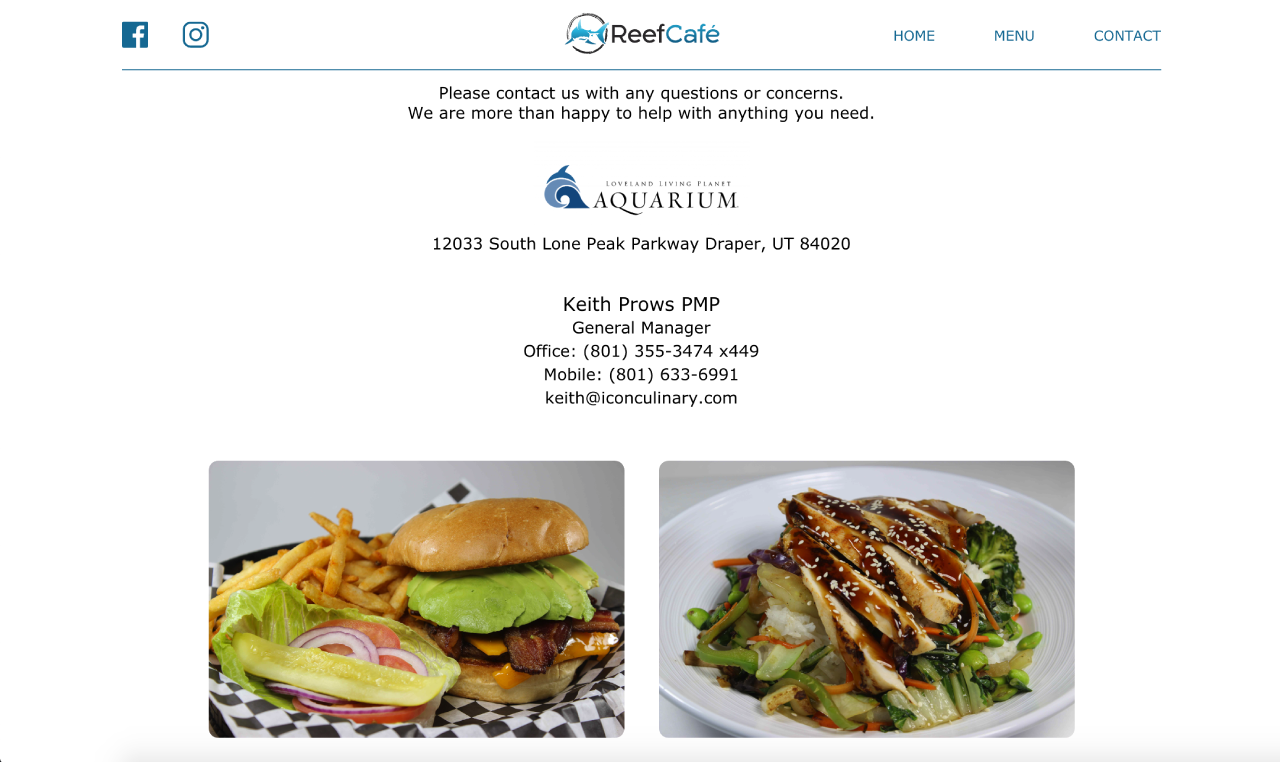 ReefCafé
HOME
MENU
CONTACT
Please contact us with any questions or concerns.
We are more than happy to help with anything you need.
LOVELAND LIVING PLANET
AQUARIUM
12033 South Lone Peak Parkway Draper, UT 84020
Keith Prows PMP
General Manager
Office: (801) 355-3474 x449
Mobile: (801) 633-6991
keith@iconculinary.com